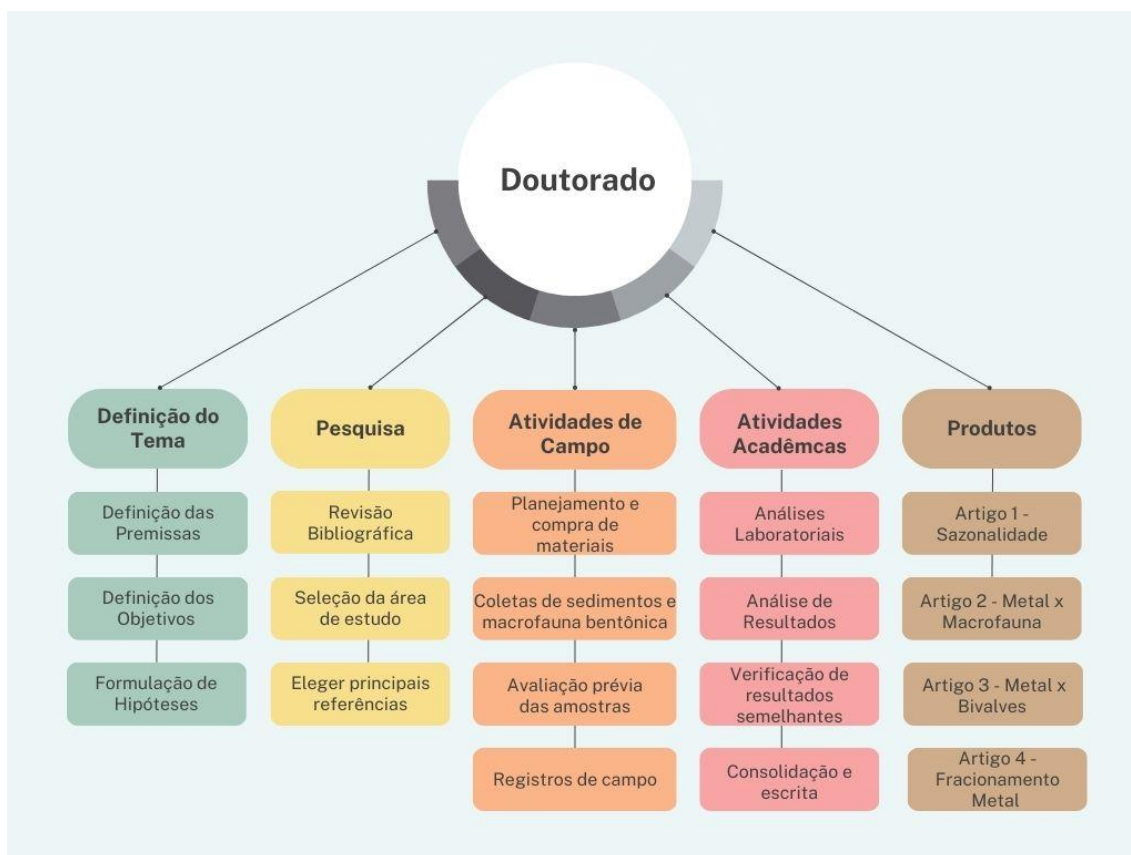 Doutorado
Definição do
Tema
Definição das
Premissas
Definição dos
Objetivos
Formulação de
Hipóteses
Pesquisa
Revisão
Bibliográfica
Seleção da área
de estudo
Eleger principais
referências
Atividades de
Campo
Planejamento e
compra de
materiais
Coletas de sedimentos e
macrofauna bentônica
Avaliação prévia
das amostras
Registros de campo
Atividades
Acadêmcas
Análises
Laboratoriais
Análise de
Resultados
Verificação de
resultados
semelhantes
Consolidação e
escrita
Produtos
Artigo 1 -
Sazonalidade
Artigo 2 - Metal x
Macrofauna
Artigo 3 - Metal x
Bivalves
Artigo 4 -
Fracionamento
Metal